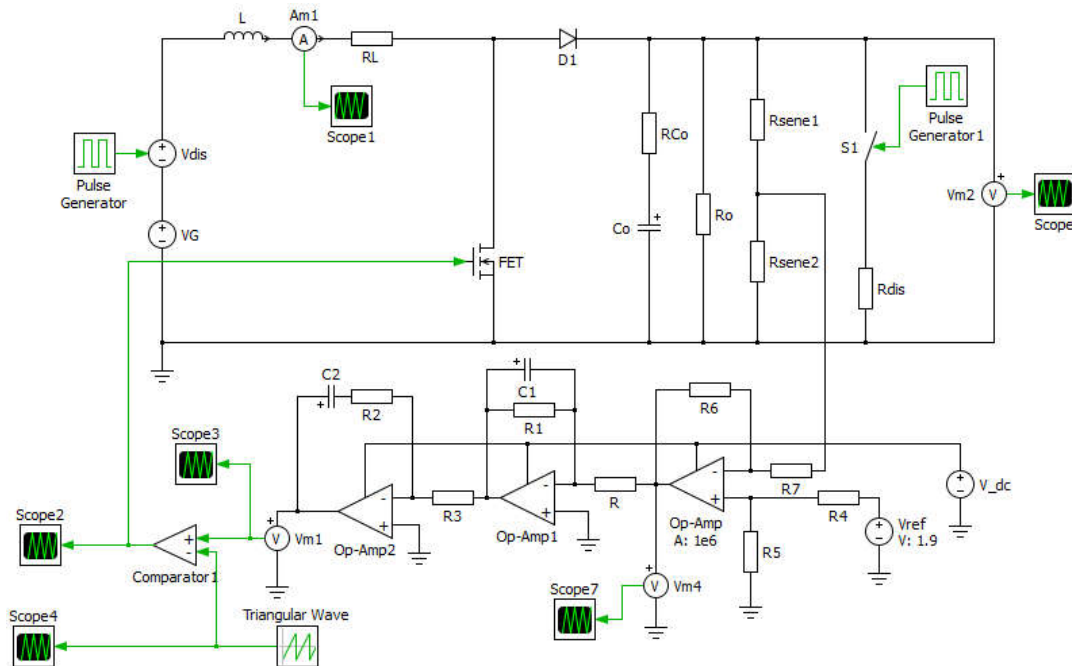 L
Am1
A
RL
D1
Scope1
Vdis
Pulse
Generator
VG
FET
RCo
Co
Ro
Rsene1
Rsene2
S1
Pulse
Generator1
Rdis
Vm2
V
Scope
C2
R2
C1
R1
R6
Scope3
R3
R
R7
R4
V_dc
Op-Amp2
Op-Amp1
Op-Amp
A: 1e6
Vref
V: 1.9
R5
Scope2
Comparator1
V
Vm1
Scope7
V
Vm4
Scope4
Triangular Wave